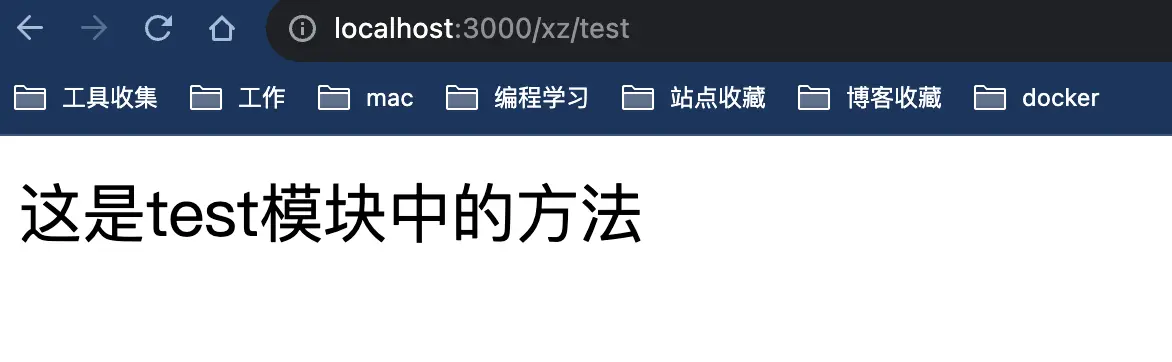 localhost:3000/xz/test
工具收集 工作 mac 编程学习 站点收藏 博客收藏 docker
这是test模块中的方法